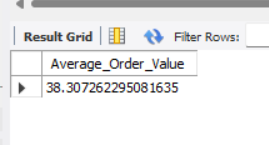 Result Grid Filter Rows:
Average_Order_Value
38.307262295081635